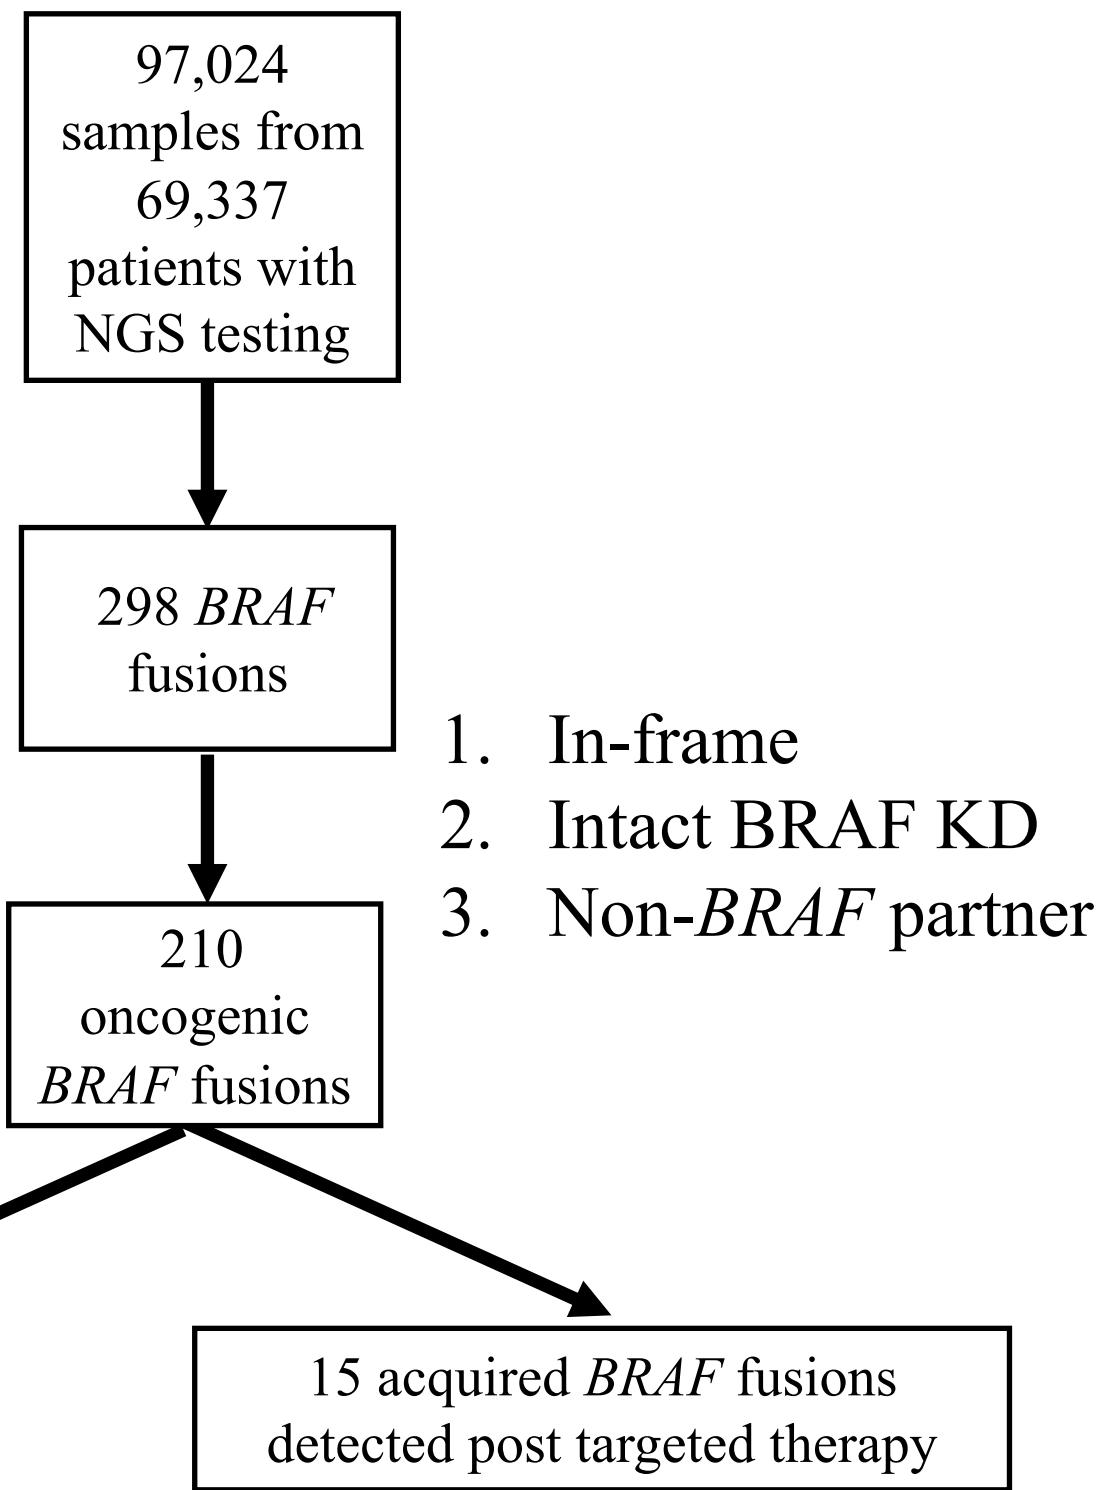 97,024
samples from
69,337
patients with
NGS testing
298 BRAF
fusions
1. In-frame
2. Intact BRAF KD
3. Non-BRAF partner
210
oncogenic
BRAF fusions
15 acquired BRAF fusions
detected post targeted therapy